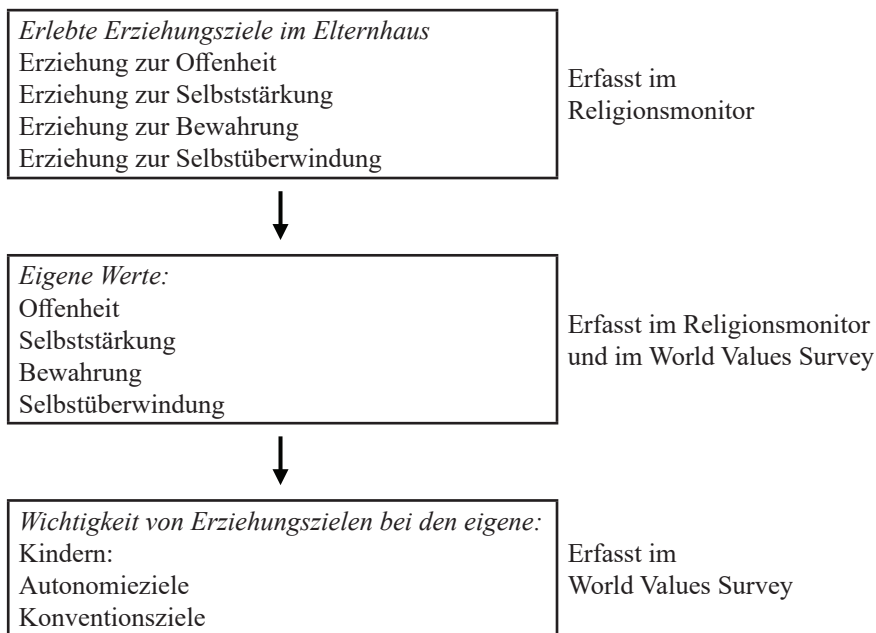 Erlebte Erziehungsziele im Elternhaus
Erziehung zur Offenheit
Erziehung zur Selbststärkung
Erziehung zur Bewahrung
Erziehung zur Selbstüberwindung
Erfasst im
Religionsmonitor
Eigene Werte:
Offenheit
Selbststärkung
Bewahrung
Selbstüberwindung
Erfasst im Religionsmonitor
und im World Values Survey
Wichtigkeit von Erziehungszielen bei den eigene:
Kindern:
Autonomieziele
Konventionsziele
Erfasst im
World Values Survey